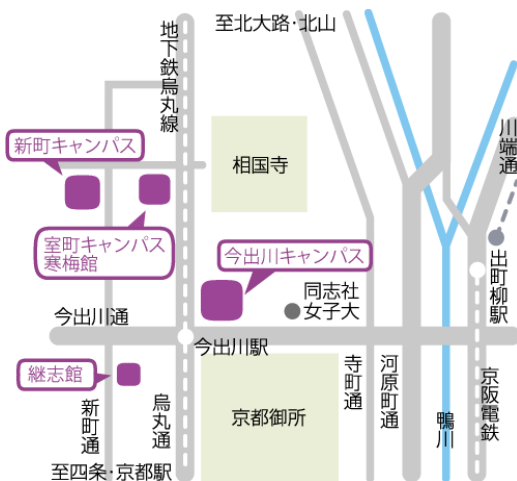 至北大路・北山
地下鉄烏丸線
川端通
新町キャンパス
相国寺
室町キャンパス
寒梅館
今出川キャンパス
出町柳駅
同志社
女子大
今出川通
今出川駅
継志館
寺町通
河原町通
京阪電鉄
新町通
烏丸通
京都御所
鴨川
至四条・京都駅